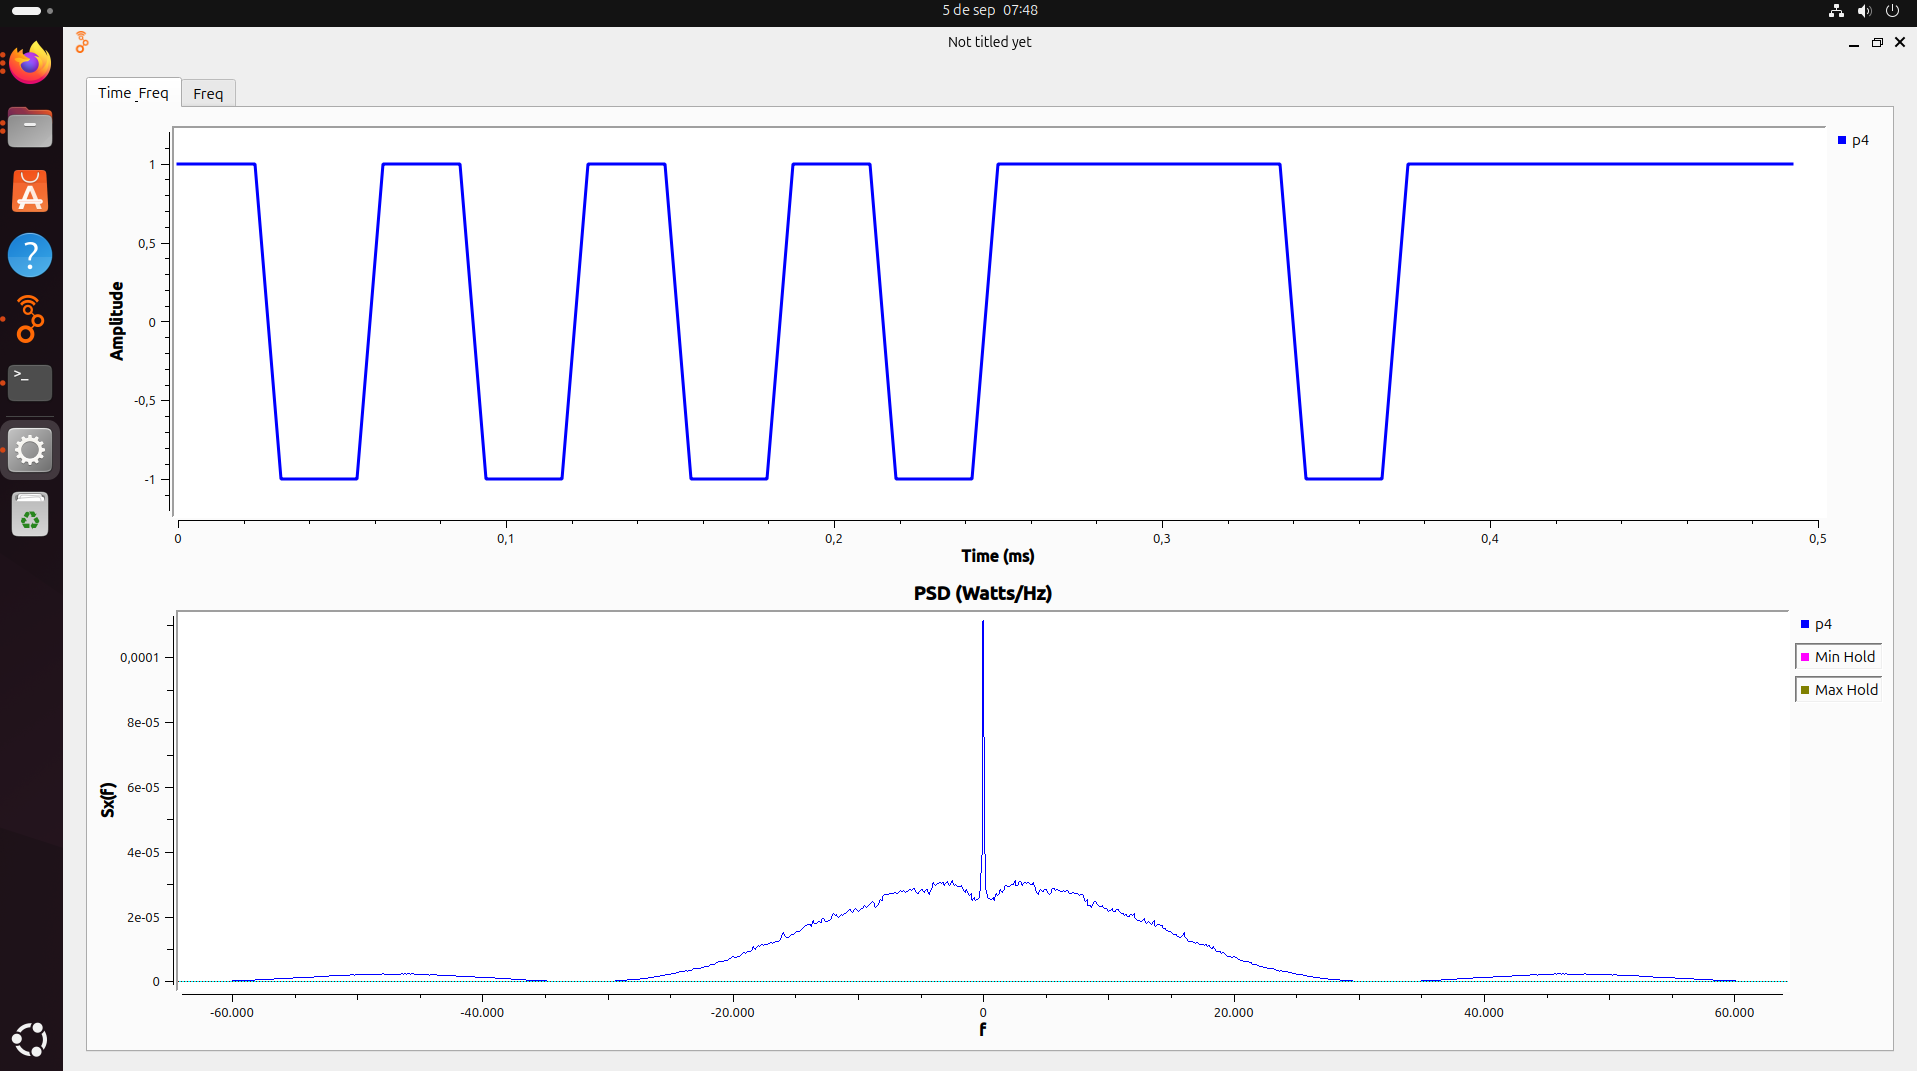 5 de sep 07:48
Not titled yet
Time_Freq
Freq
p4
1
0,5
0
-0,5
-1
Amplitude
0
0,1
0,2
0,3
0,4
0,5
Time (ms)
PSD (Watts/Hz)
p4
Min Hold
Max Hold
0,0001
8e-05
6e-05
4e-05
2e-05
0
Sx(f)
-60.000
-40.000
-20.000
0
20.000
40.000
60.000
f